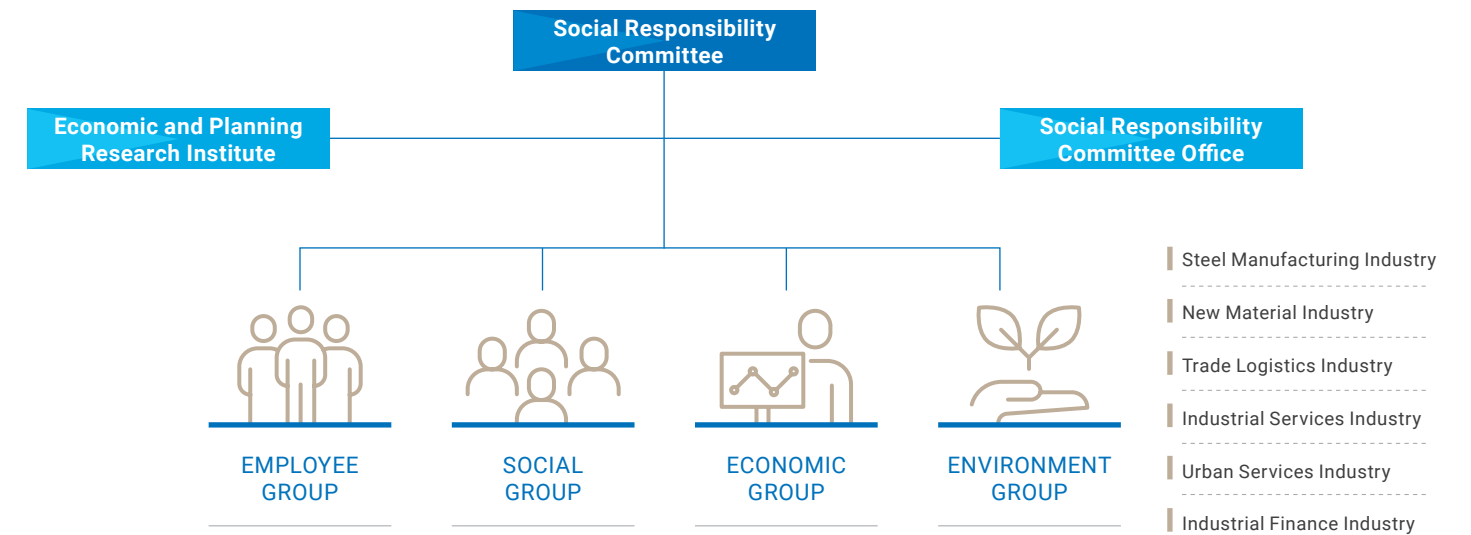 Social Responsibility
Committee
Economic and Planning
Research Institute
Social Responsibility
Committee Office
EMPLOYEE
GROUP
SOCIAL
GROUP
ECONOMIC
GROUP
ENVIRONMENT
GROUP
Steel Manufacturing Industry
New Material Industry
Trade Logistics Industry
Industrial Services Industry
Urban Services Industry
Industrial Finance Industry